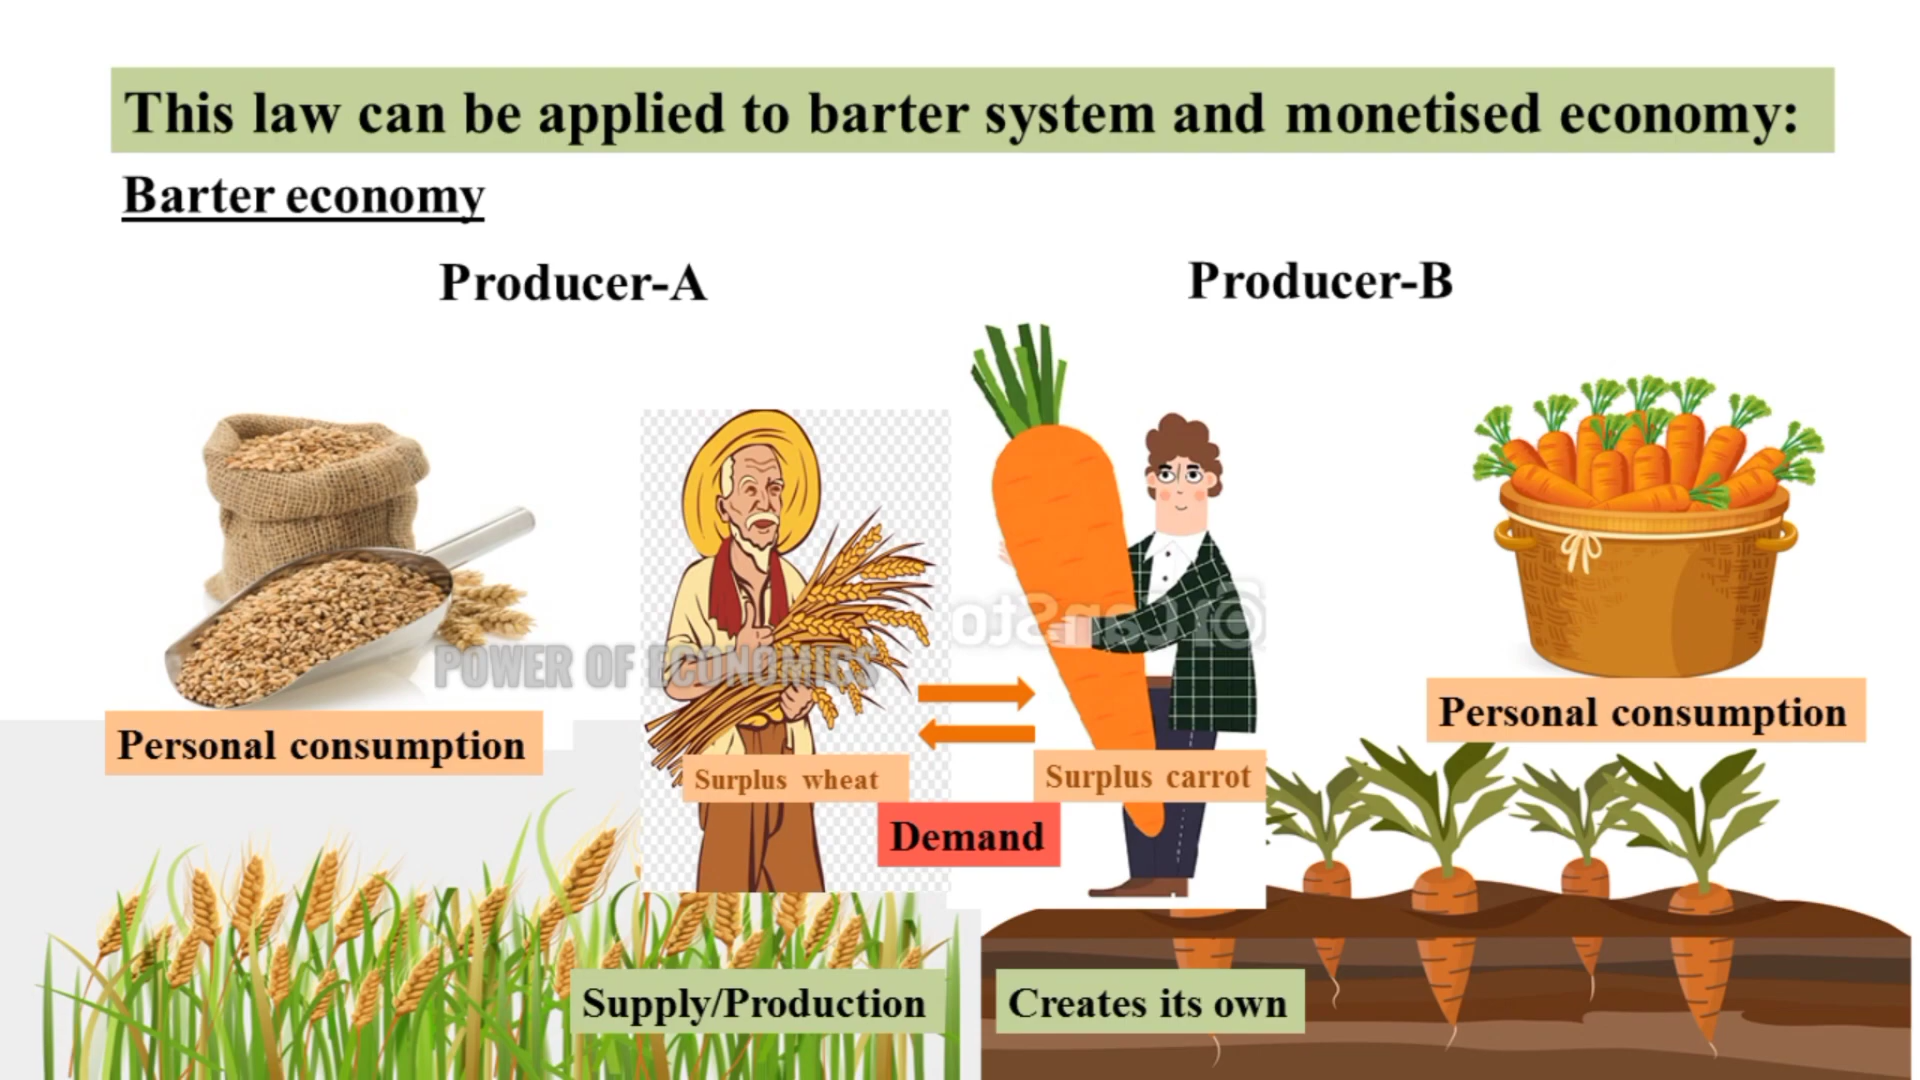 This law can be applied to barter system and monetised economy:
Barter economy
Producer-A
Producer-B
POWER OF ECONOMICS
Personal consumption
Personal consumption
Surplus wheat
Surplus carrot
Demand
Supply/Production
Creates its own